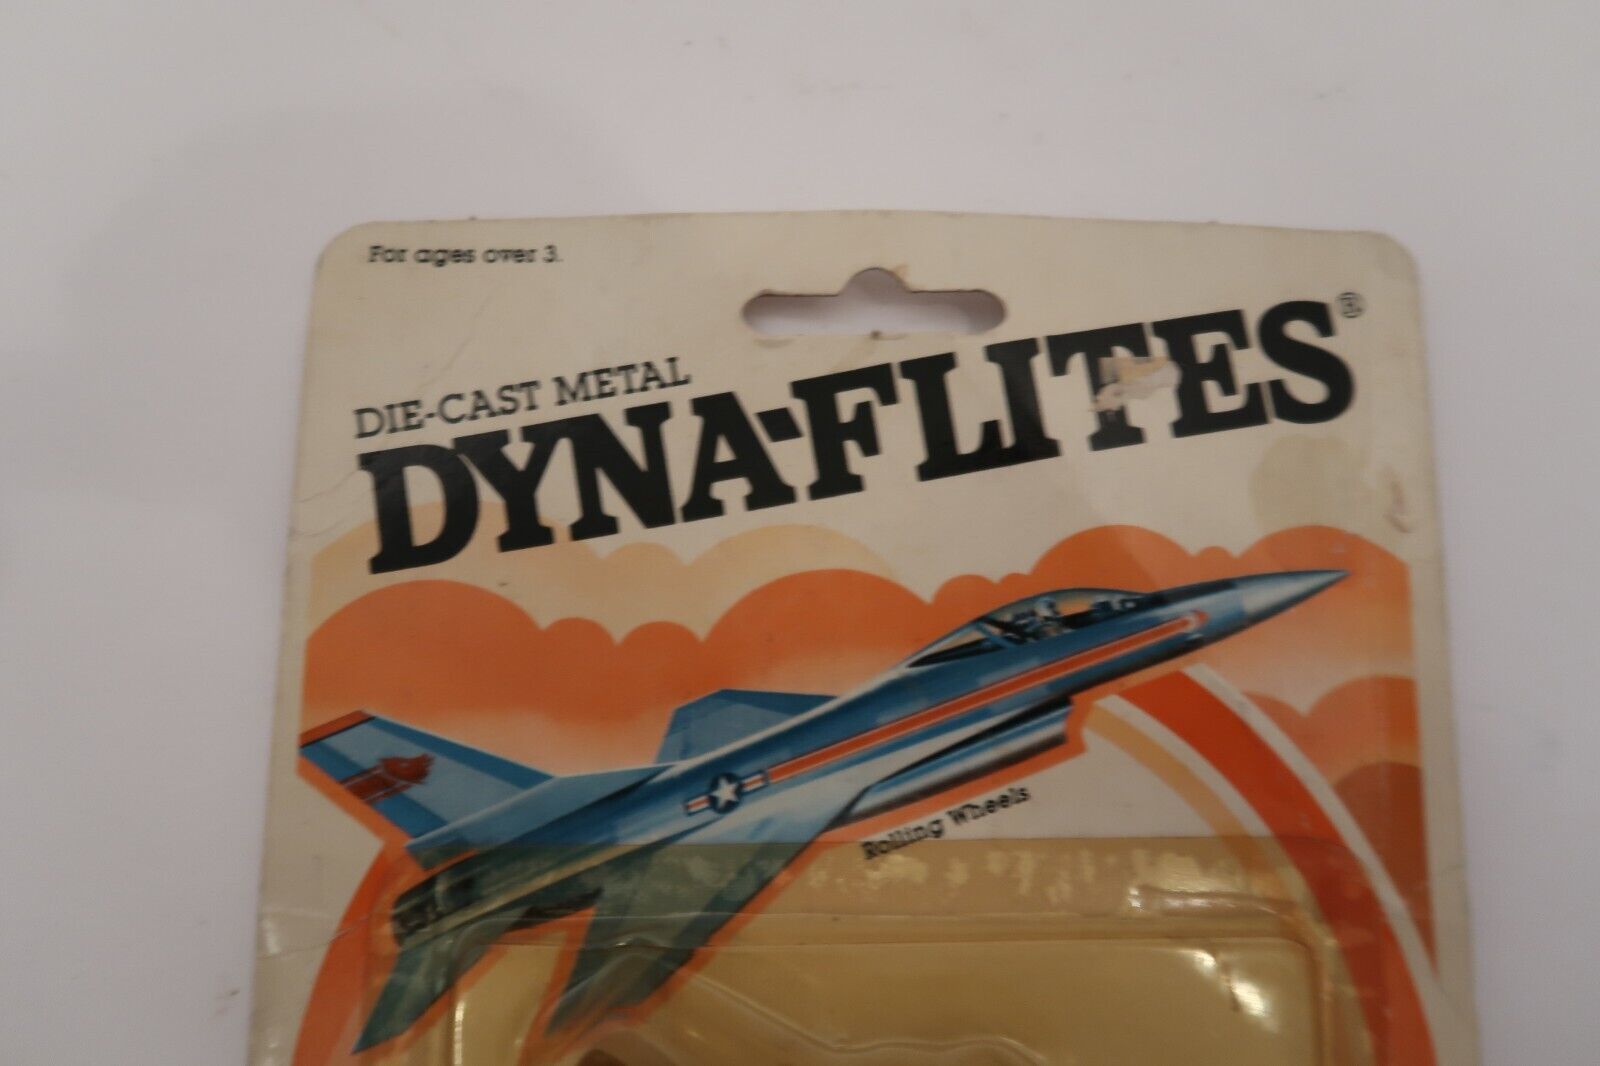 For ages over 3.
DIE-CAST METAL
DYNA-FLITES®
Rolling Wheels